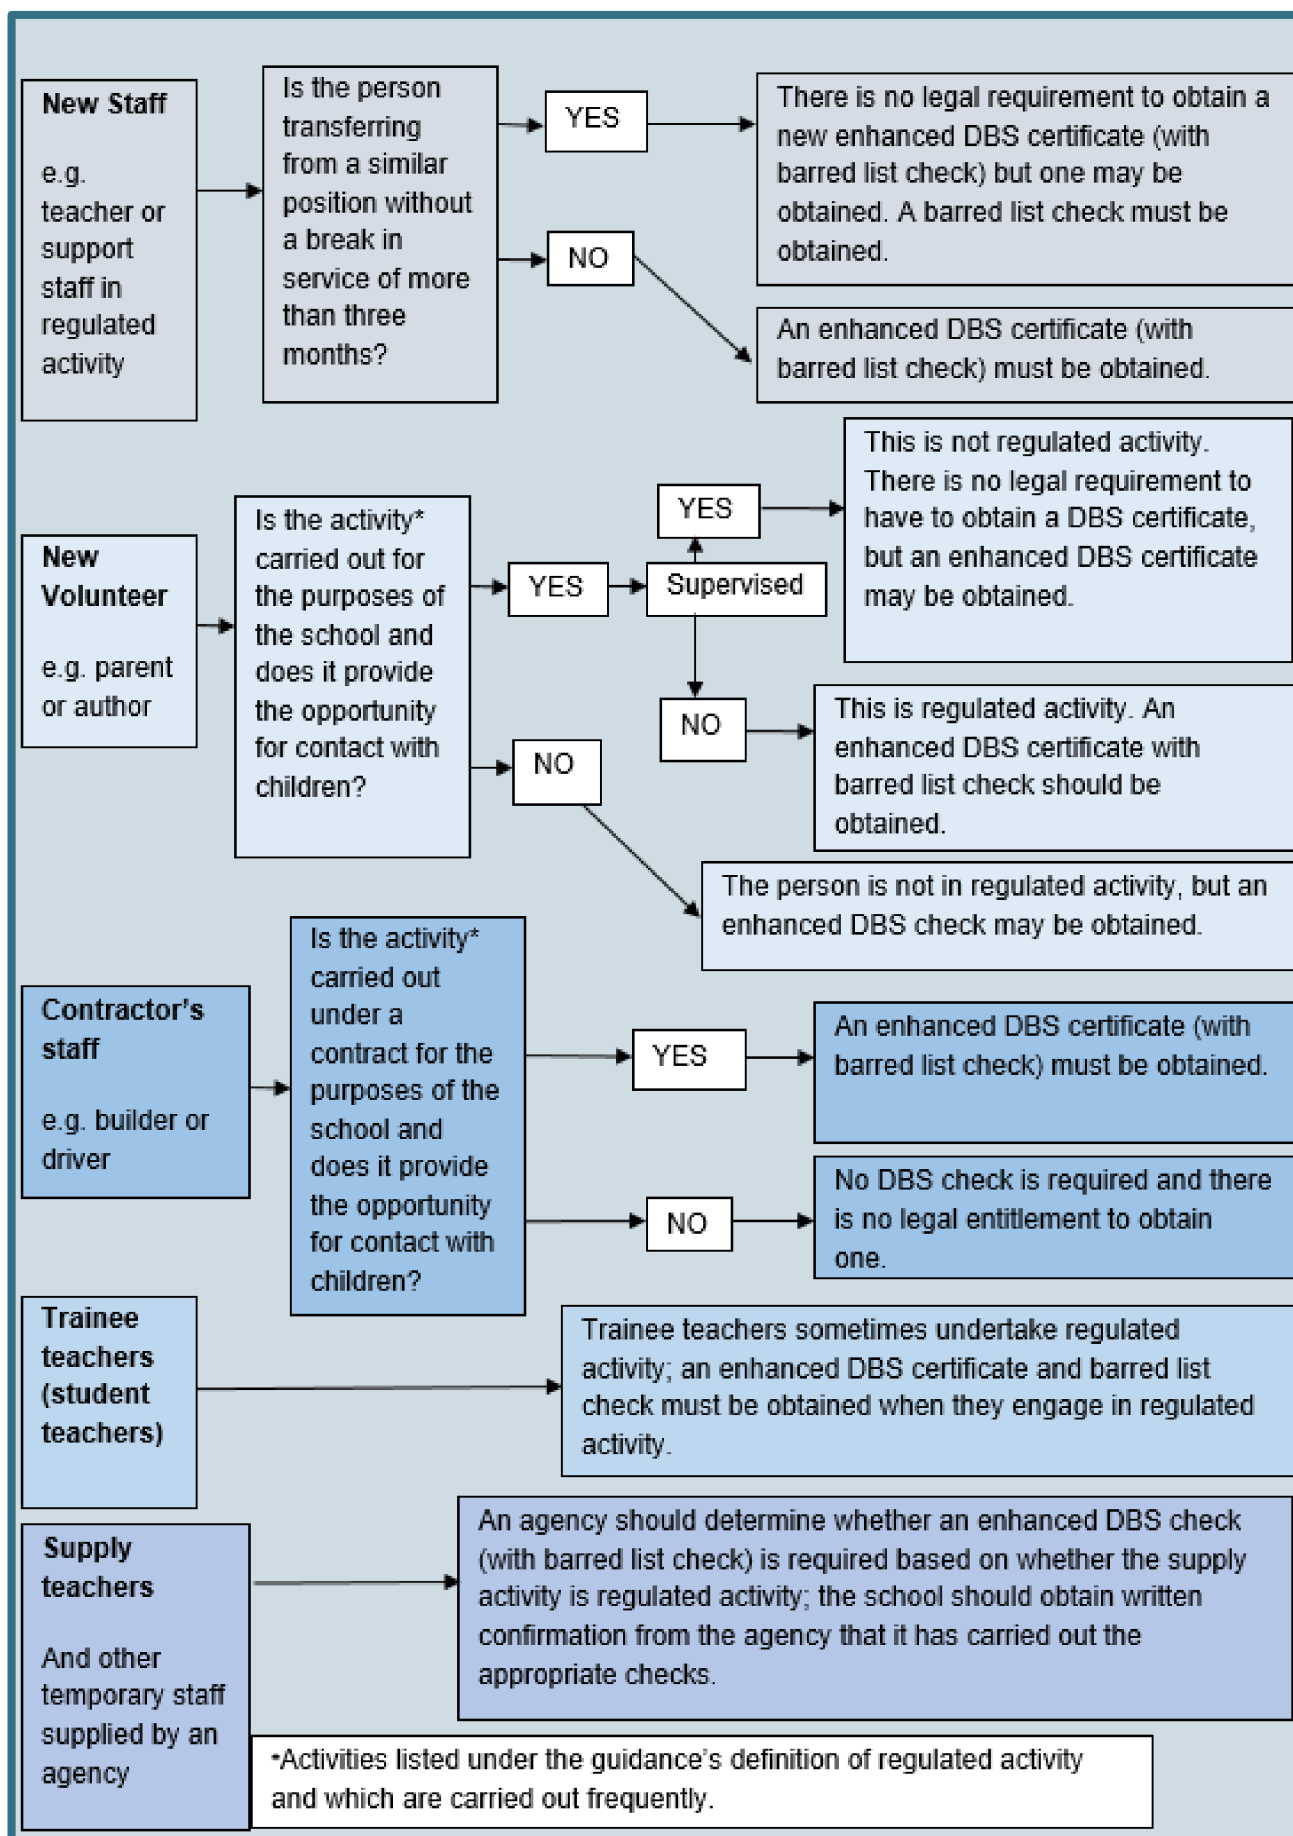 New Staff
e.g.
teacher or
support
staff in
regulated
activity
Is the person
transferring
from a similar
position without
a break in
service of more
than three
months?
YES
There is no legal requirement to obtain a
new enhanced DBS certificate (with
barred list check) but one may be
obtained. A barred list check must be
obtained.
NO
An enhanced DBS certificate (with
barred list check) must be obtained.
New
Volunteer
e.g. parent
or author
Is the activity*
carried out for
the purposes of
the school and
does it provide
the opportunity
for contact with
children?
YES
Supervised
YES
This is not regulated activity.
There is no legal requirement to
have to obtain a DBS certificate,
but an enhanced DBS certificate
may be obtained.
NO
This is regulated activity. An
enhanced DBS certificate with
barred list check should be
obtained.
NO
The person is not in regulated activity, but an
enhanced DBS check may be obtained.
Contractor's
staff
e.g. builder or
driver
Is the activity*
carried out
under a
contract for the
purposes of the
school and
does it provide
the opportunity
for contact with
children?
YES
An enhanced DBS certificate (with
barred list check) must be obtained.
NO
No DBS check is required and there
is no legal entitlement to obtain
one.
Trainee
teachers
(student
teachers)
Trainee teachers sometimes undertake regulated
activity; an enhanced DBS certificate and barred list
check must be obtained when they engage in regulated
activity.
Supply
teachers
And other
temporary staff
supplied by an
agency
An agency should determine whether an enhanced DBS check
(with barred list check) is required based on whether the supply
activity is regulated activity; the school should obtain written
confirmation from the agency that it has carried out the
appropriate checks.
*Activities listed under the guidance's definition of regulated activity
and which are carried out frequently.